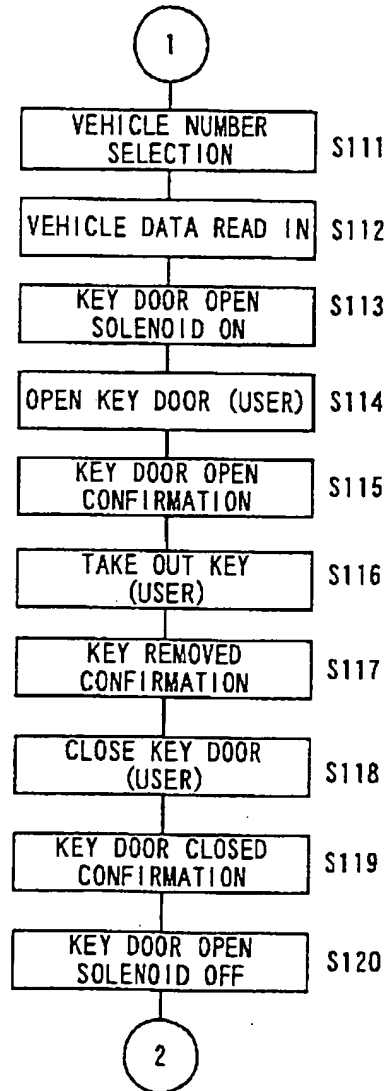 1
VEHICLE NUMBER
SELECTION
S111
VEHICLE DATA READ IN
S112
KEY DOOR OPEN
SOLENOID ON
S113
OPEN KEY DOOR (USER)
S114
KEY DOOR OPEN
CONFIRMATION
S115
TAKE OUT KEY
(USER)
S116
KEY REMOVED
CONFIRMATION
S117
CLOSE KEY DOOR
(USER)
S118
KEY DOOR CLOSED
CONFIRMATION
S119
KEY DOOR OPEN
SOLENOID OFF
S120
2